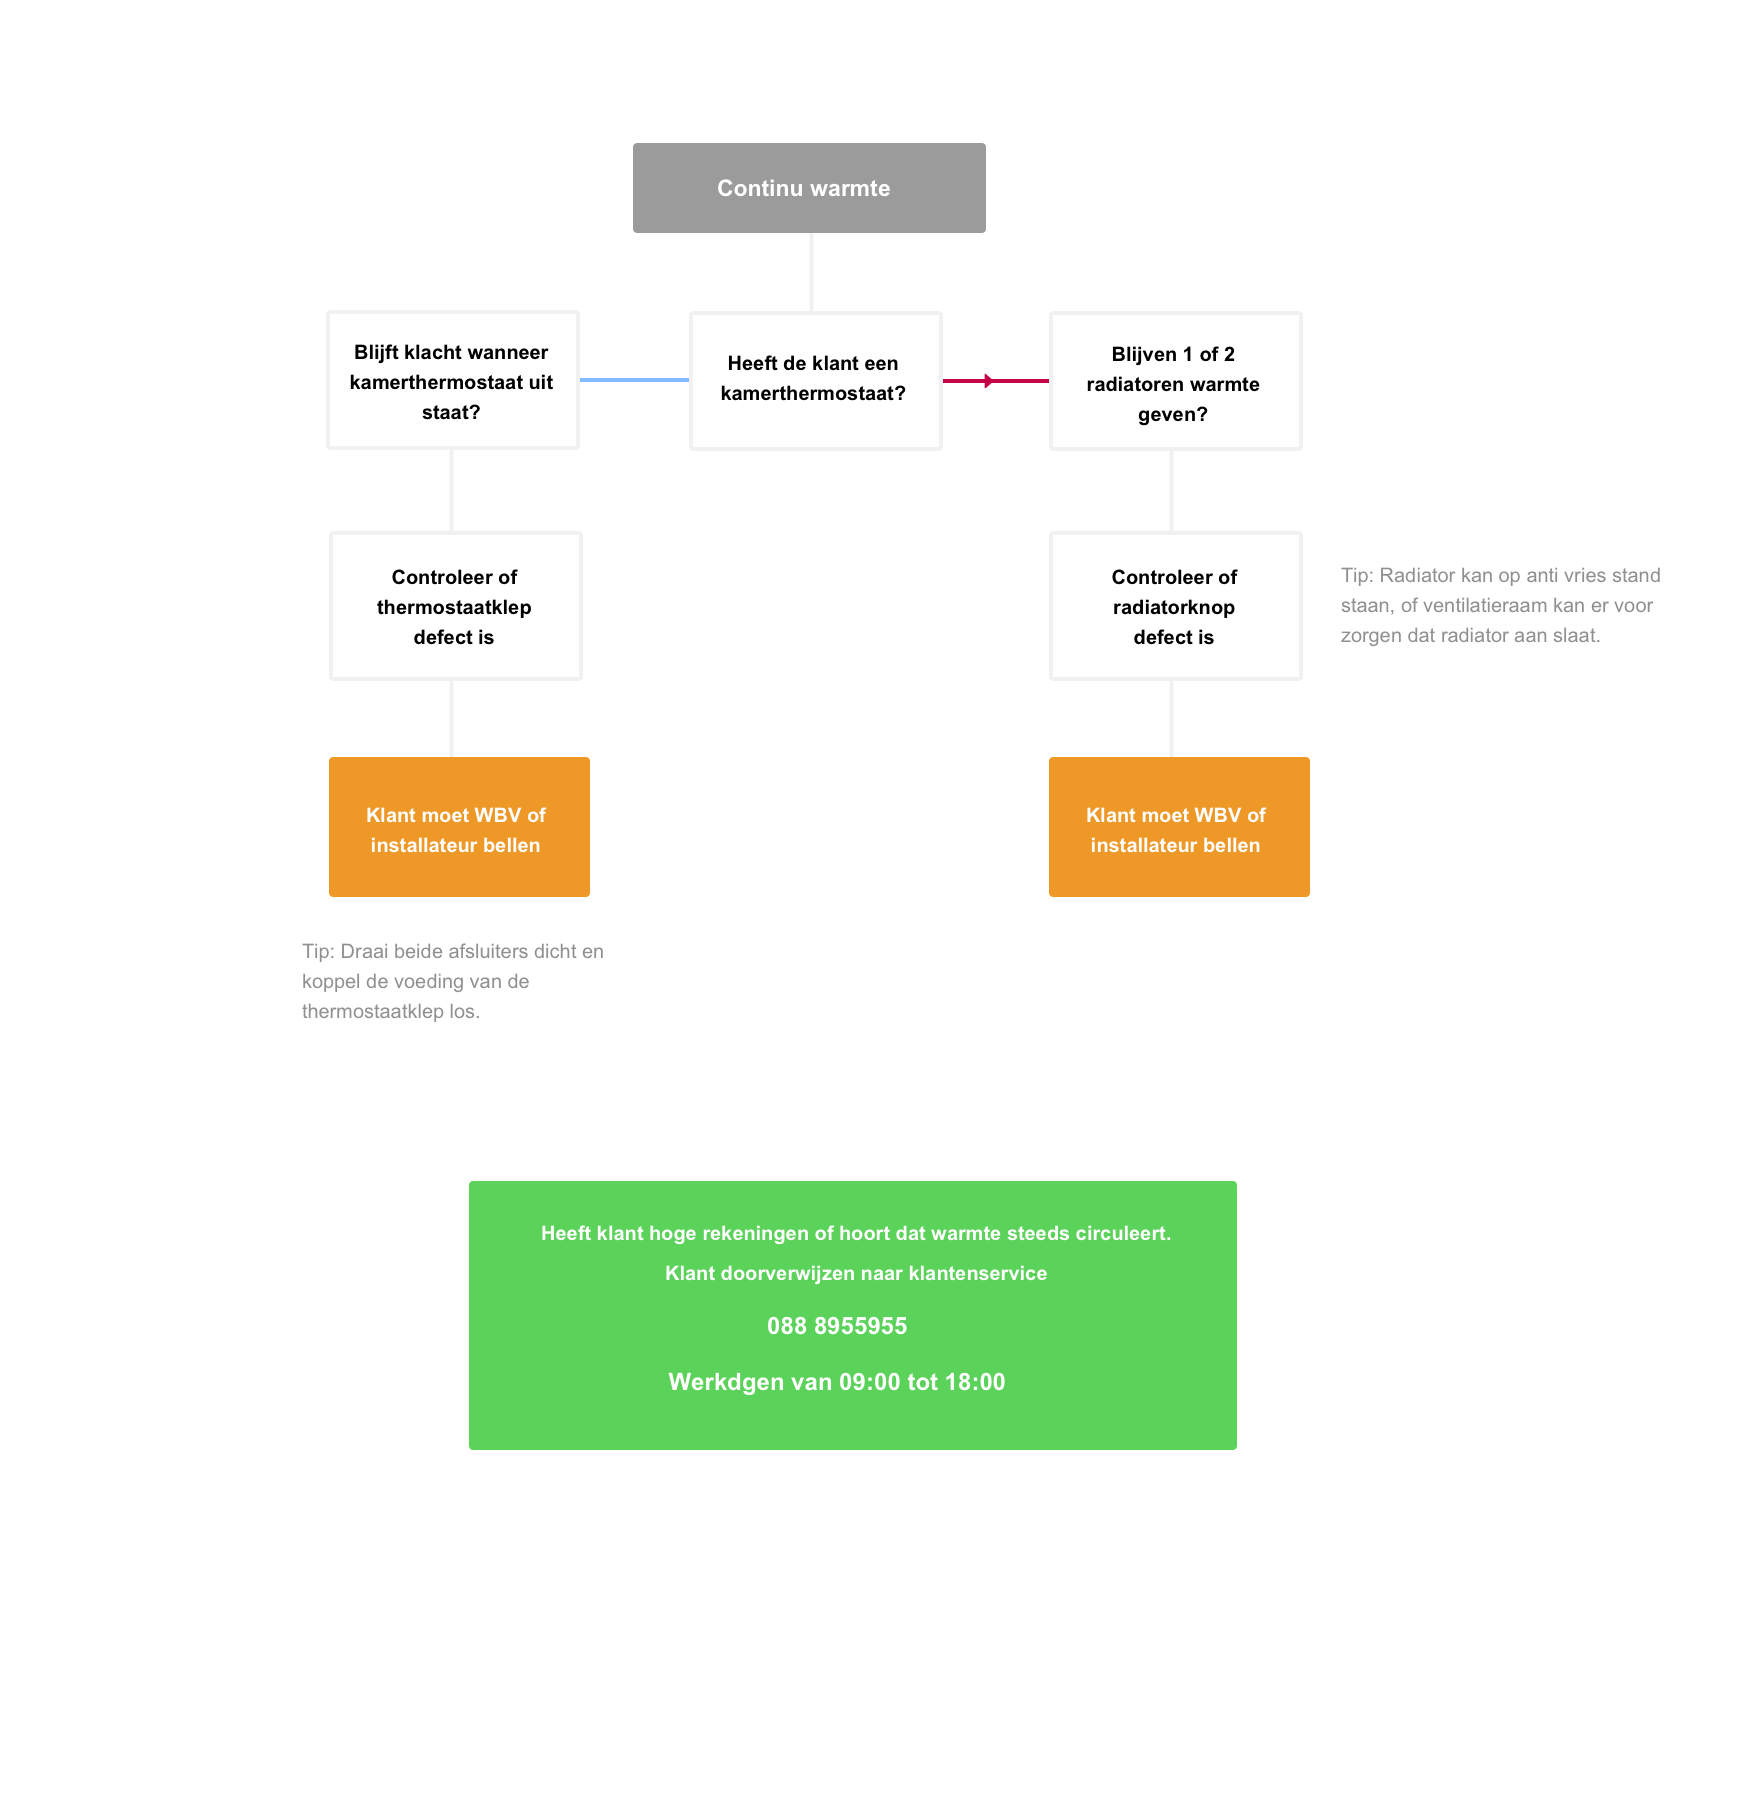 Continu warmte
Blijft klacht wanneer
kamerthermostaat uit
staat?
Heeft de klant een
kamerthermostaat?
Blijven 1 of 2
radiatoren warmte
geven?
Controleer of
thermostaatklep
defect is
Controleer of
radiatorknop
defect is
Tip: Radiator kan op anti vries stand
staan, of ventilatieraam kan er voor
zorgen dat radiator aan slaat.
Klant moet WBV of
installateur bellen
Klant moet WBV of
installateur bellen
Tip: Draai beide afsluiters dicht en
koppel de voeding van de
thermostaatklep los.
Heeft klant hoge rekeningen of hoort dat warmte steeds circuleert.
Klant doorverwijzen naar klantenservice
088 8955955
Werkdgen van 09:00 tot 18:00